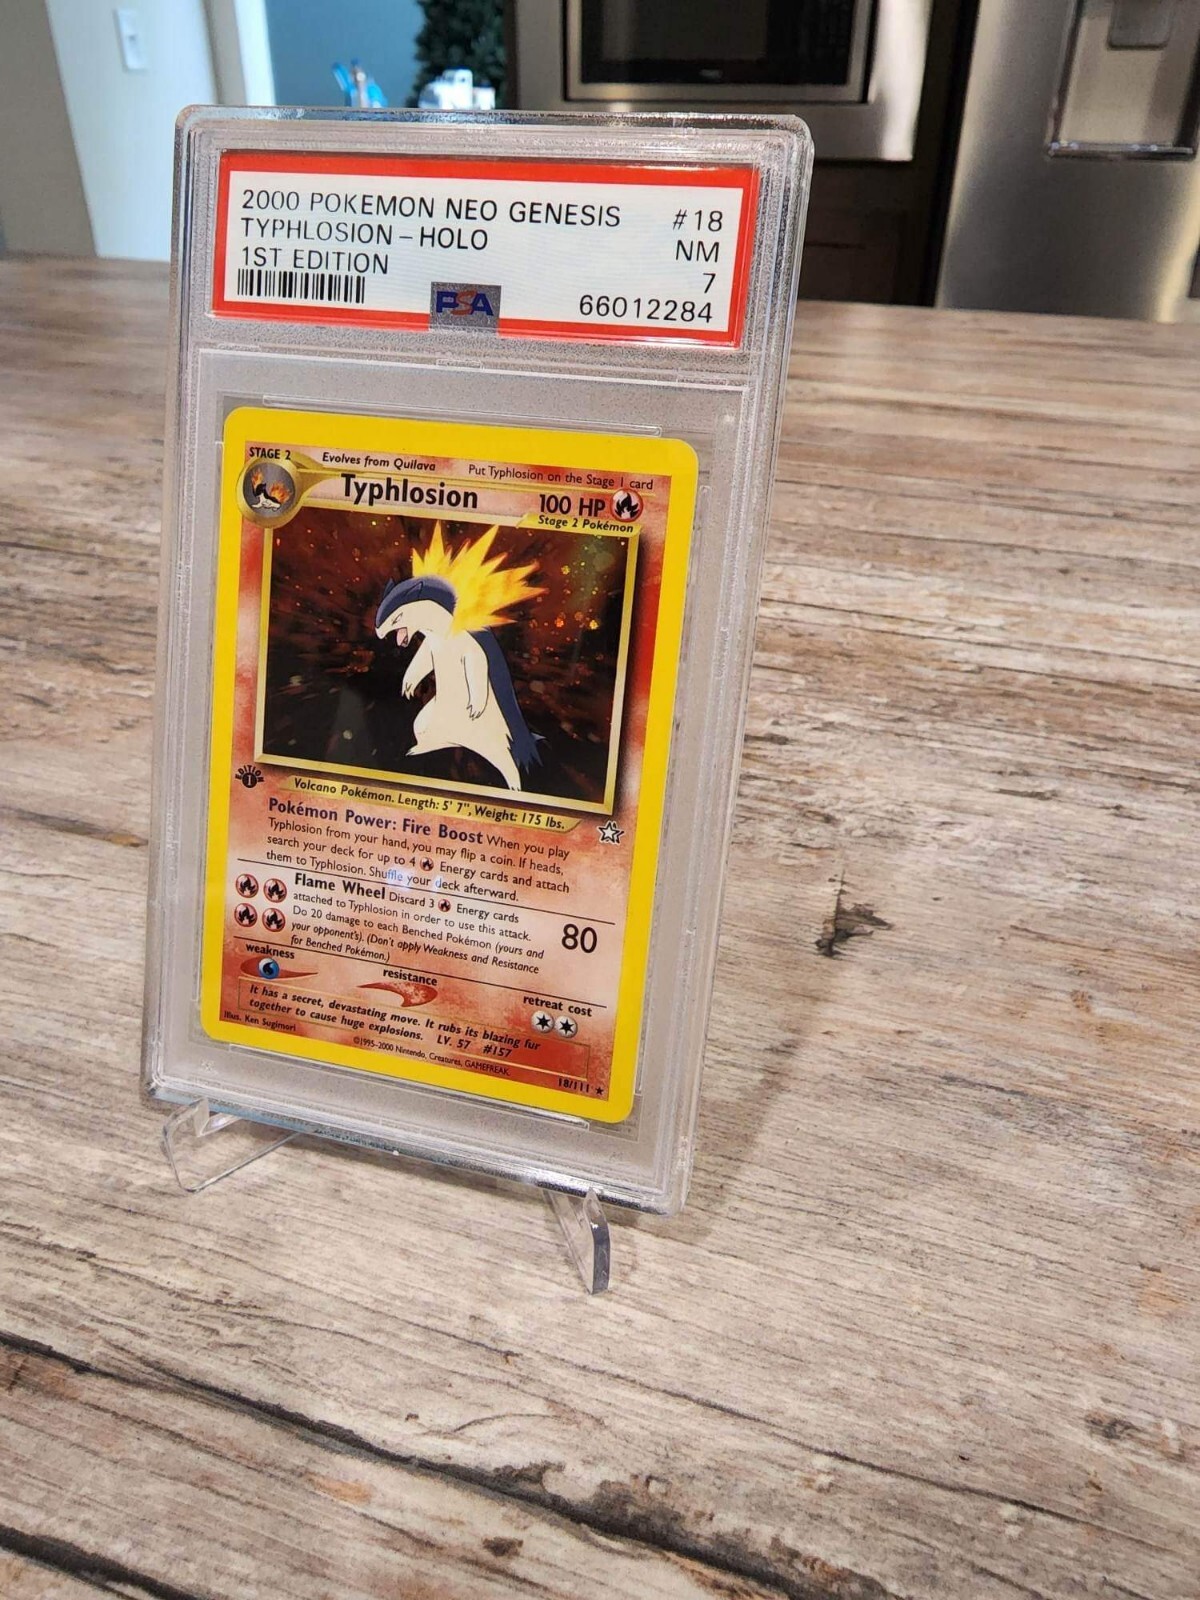 2000 POKEMON NEO GENESIS #18
TYPHLOSION - HOLO NM
1ST EDITION 7
PSA 66012284
STAGE 2 Evolves from Quilava Put Typhlosion on the Stage 1 card
Typhlosion 100 HP
Stage 2 Pokémon
EDITION 1
Volcano Pokémon. Length: 5' 7", Weight: 175 lbs.
Pokémon Power: Fire Boost When you play
Typhlosion from your hand, you may flip a coin. If heads,
search your deck for up to 4 Energy cards and attach
them to Typhlosion. Shuffle your deck afterward.
Flame Wheel Discard 3 Energy cards
attached to Typhlosion in order to use this attack.
Do 20 damage to each Benched Pokémon (yours and
your opponent's). (Don't apply Weakness and Resistance
for Benched Pokémon.)
80
weakness
resistance
retreat cost
It has a secret, devastating move. It rubs its blazing fur
together to cause huge explosions. LV. 57 #157
Illus. Ken Sugimori
©1995-2000 Nintendo, Creatures, GAMEFREAK.
18/111 ★